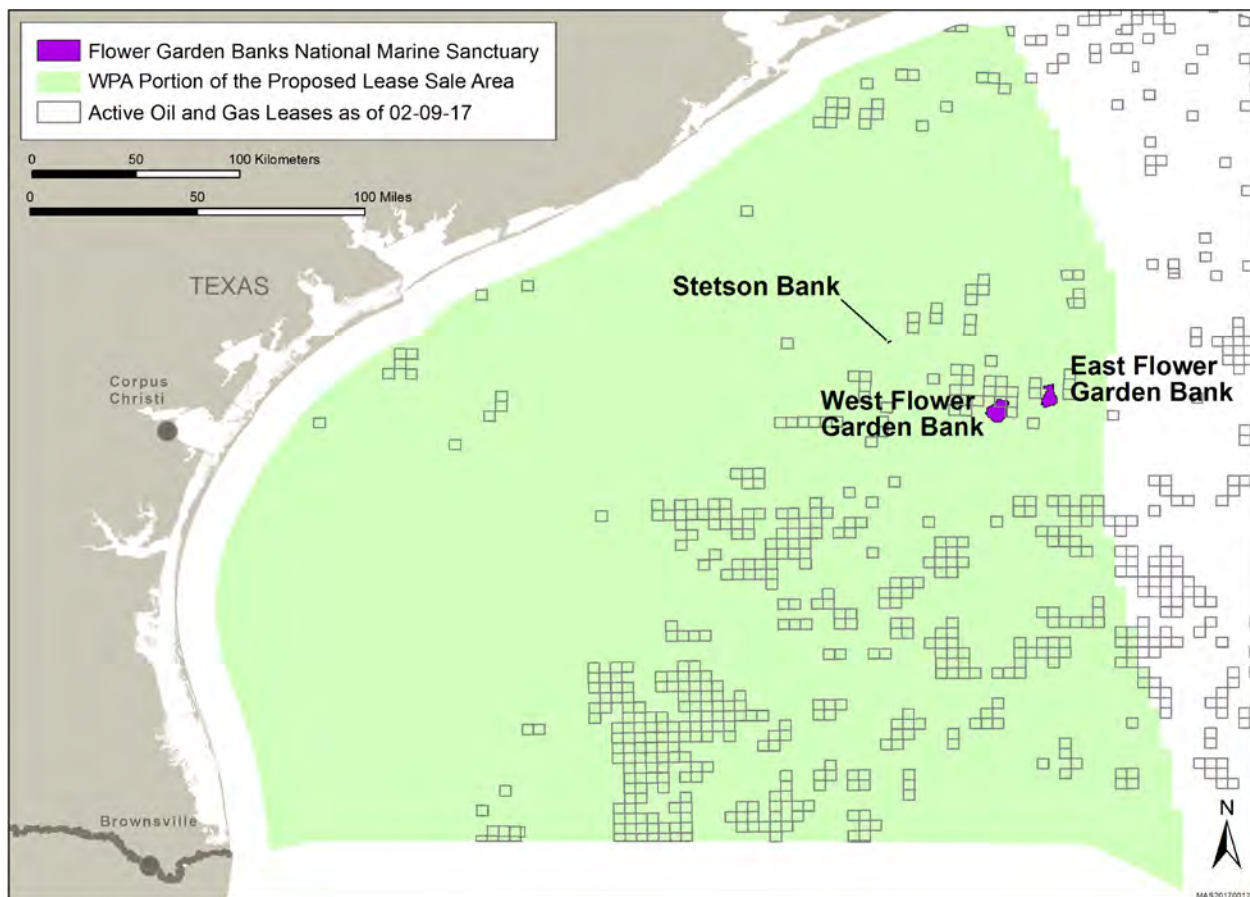 Flower Garden Banks National Marine Sanctuary
WPA Portion of the Proposed Lease Sale Area
Active Oil and Gas Leases as of 02-09-17
0 50 100 Kilometers
0 50 100 Miles
TEXAS
Stetson Bank
East Flower
Garden Bank
West Flower
Garden Bank
Corpus
Christi
Brownsville
N